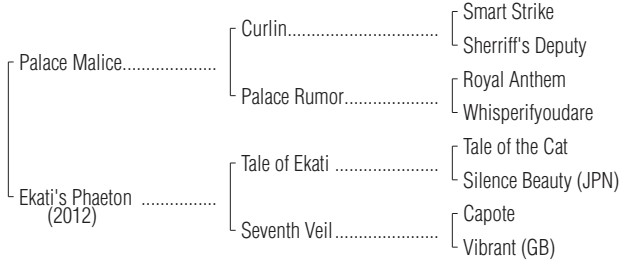 Smart Strike
Curlin................................
Sherriff's Deputy
Palace Malice....................
Royal Anthem
Palace Rumor....................
Whisperifyoudare
Tale of the Cat
Tale of Ekati ......................
Silence Beauty (JPN)
Ekati's Phaeton ................
(2012)
Capote
Seventh Veil......................
Vibrant (GB)